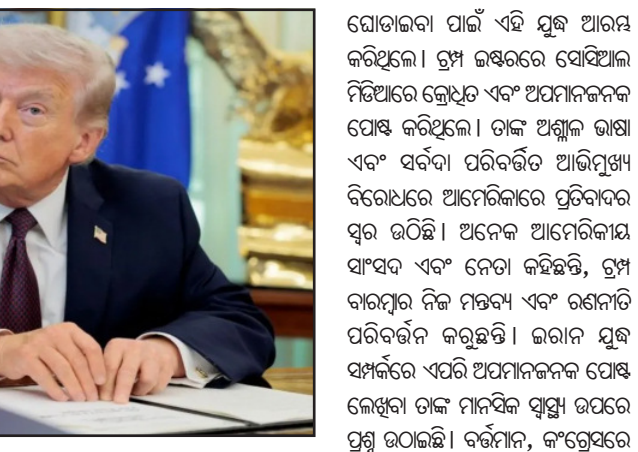 ଘୋଡାଇବା ପାଇଁ ଏହି ଯୁଦ୍ଧ ଆରମ୍ଭ
କରିଥିଲେ। ଟ୍ରମ୍ପ ଇଷ୍ଟରରେ ସୋସିଆଲ
ମିଡିଆରେ କ୍ରୋଧିତ ଏବଂ ଅପମାନଜନକ
ପୋଷ୍ଟ କରିଥିଲେ। ତାଙ୍କ ଅଶ୍ଳୀଳ ଭାଷା
ଏବଂ ସର୍ବଦା ପରିବର୍ତ୍ତିତ ଆଭିମୁଖ୍ୟ
ବିରୋଧରେ ଆମେରିକାରେ ପ୍ରତିବାଦର
ସ୍ୱର ଉଠିଛି। ଅନେକ ଆମେରିକୀୟ
ସାଂସଦ ଏବଂ ନେତା କହିଛନ୍ତି, ଟ୍ରମ୍ପ
ବାରମ୍ବାର ନିଜ ମନ୍ତବ୍ୟ ଏବଂ ରଣନୀତି
ପରିବର୍ତ୍ତନ କରୁଛନ୍ତି। ଇରାନ ଯୁଦ୍ଧ
ସମ୍ପର୍କରେ ଏପରି ଅପମାନଜନକ ପୋଷ୍ଟ
ଲେଖିବା ତାଙ୍କ ମାନସିକ ସ୍ୱାସ୍ଥ୍ୟ ଉପରେ
ପ୍ରଶ୍ନ ଉଠାଇଛି। ବର୍ତ୍ତମାନ, କଂଗ୍ରେସରେ